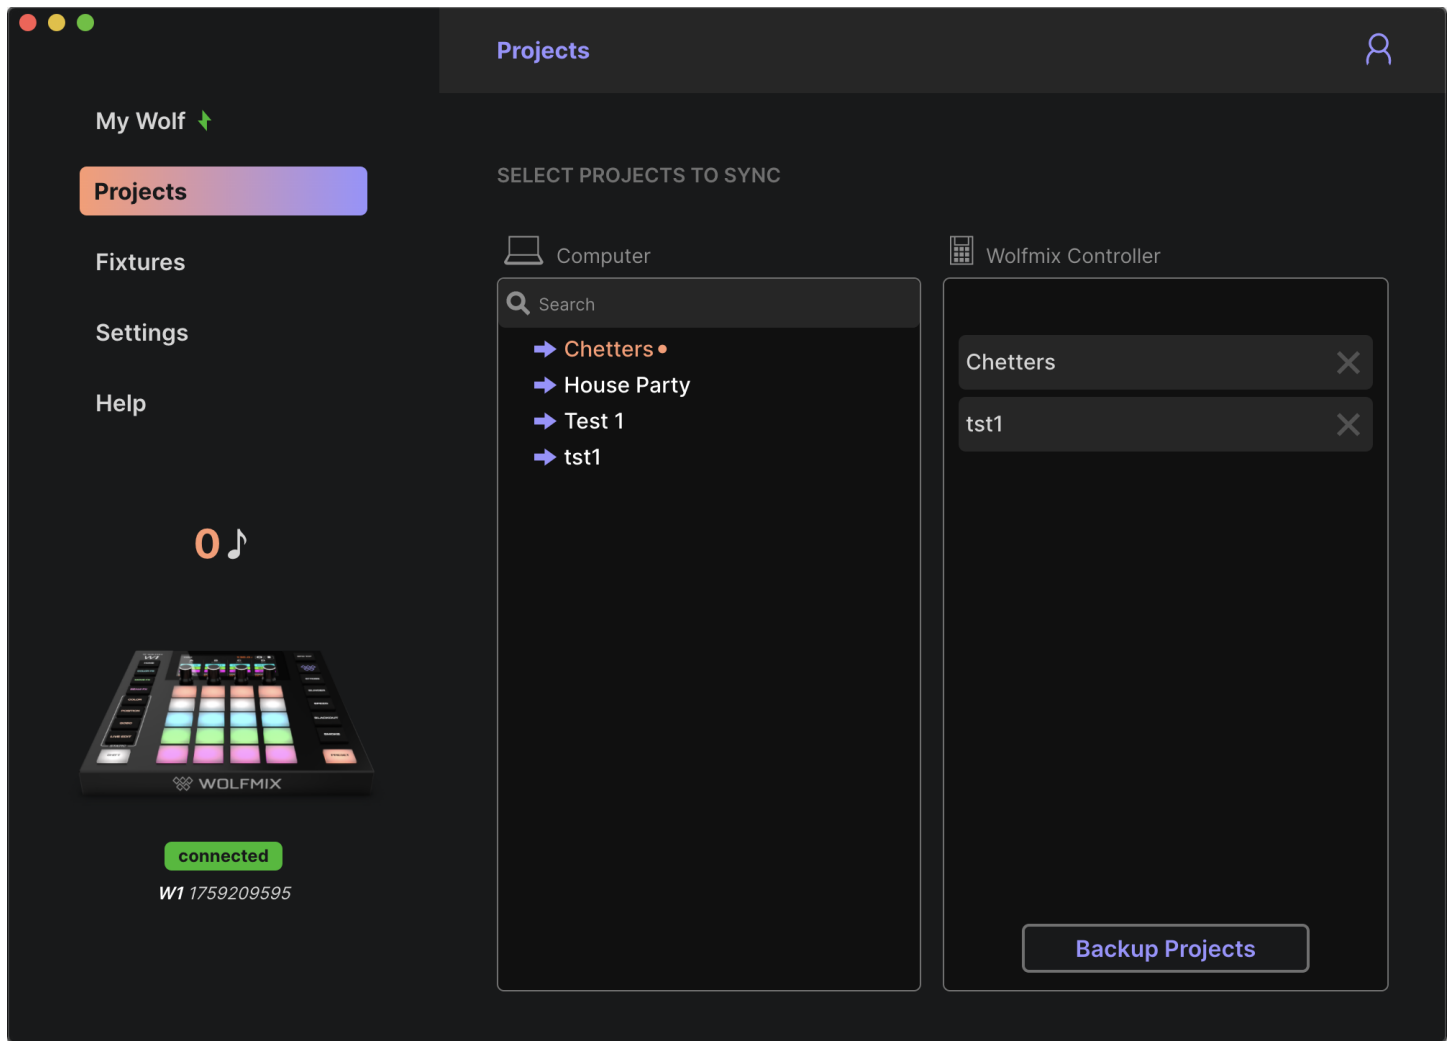 Projects
My Wolf
Projects
Fixtures
Settings
Help
SELECT PROJECTS TO SYNC
Computer
Search
Chetters
House Party
Test 1
tst1
Wolfmix Controller
Chetters
tst1
Backup Projects
0
W1
WOLFMIX
connected
W1 1759209595